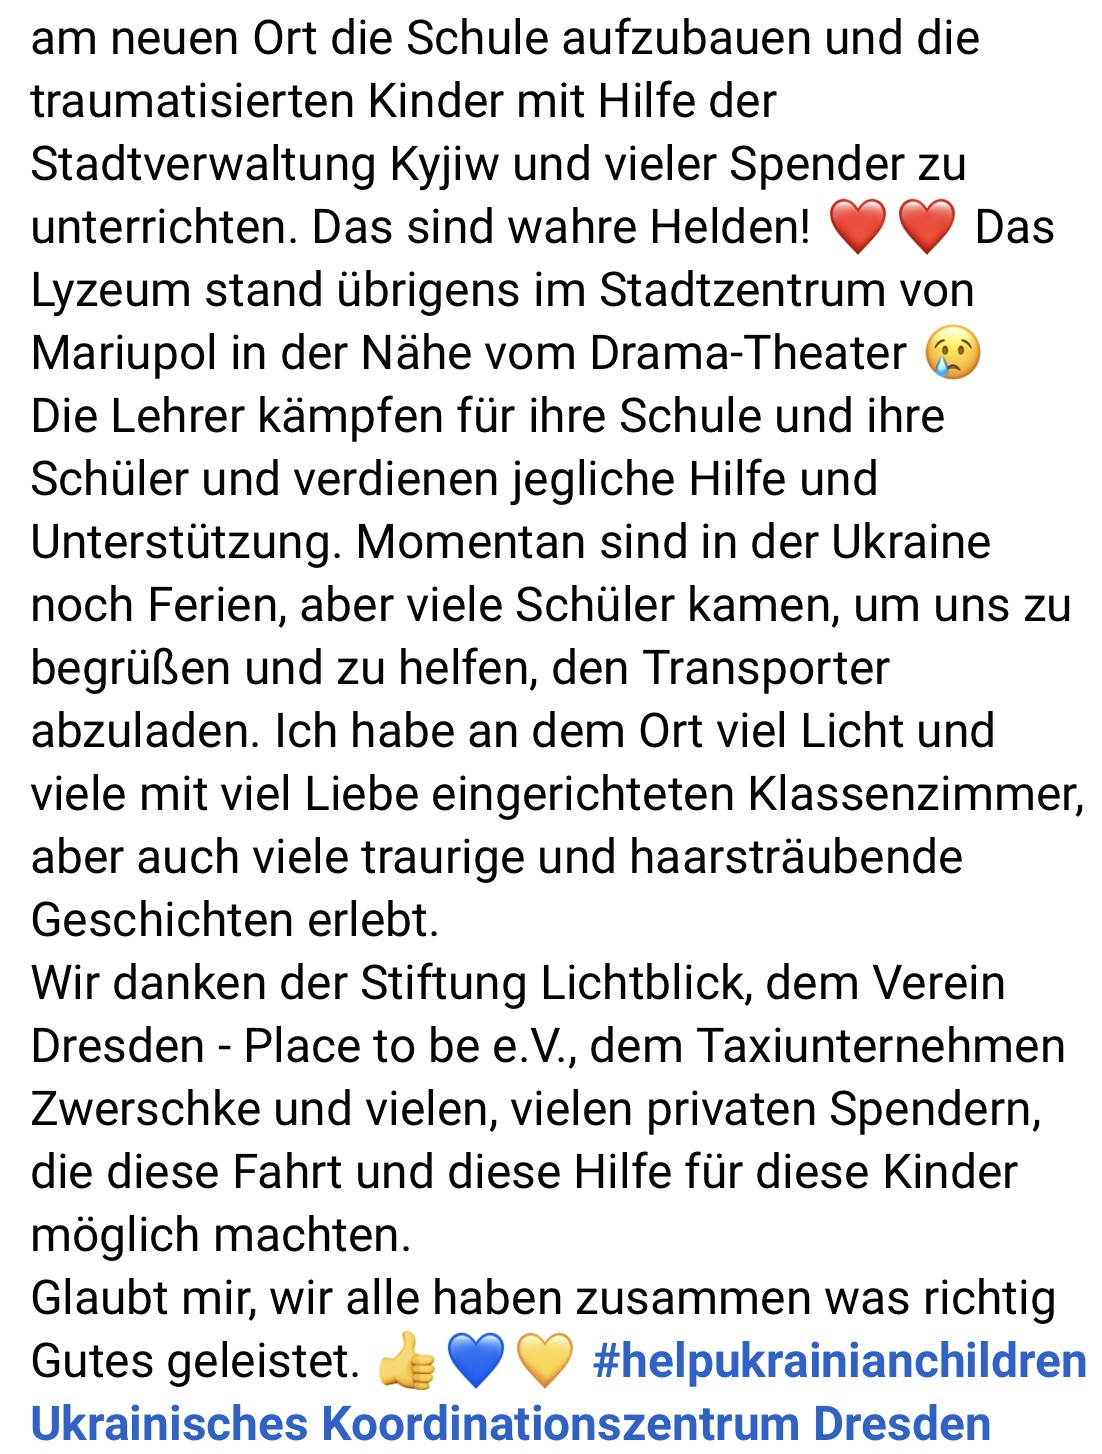 am neuen Ort die Schule aufzubauen und die
traumatisierten Kinder mit Hilfe der
Stadtverwaltung Kyjiw und vieler Spender zu
unterrichten. Das sind wahre Helden! ❤️❤️ Das
Lyzeum stand übrigens im Stadtzentrum von
Mariupol in der Nähe vom Drama-Theater 😢
Die Lehrer kämpfen für ihre Schule und ihre
Schüler und verdienen jegliche Hilfe und
Unterstützung. Momentan sind in der Ukraine
noch Ferien, aber viele Schüler kamen, um uns zu
begrüßen und zu helfen, den Transporter
abzuladen. Ich habe an dem Ort viel Licht und
viele mit viel Liebe eingerichteten Klassenzimmer,
aber auch viele traurige und haarsträubende
Geschichten erlebt.
Wir danken der Stiftung Lichtblick, dem Verein
Dresden - Place to be e.V., dem Taxiunternehmen
Zwerschke und vielen, vielen privaten Spendern,
die diese Fahrt und diese Hilfe für diese Kinder
möglich machten.
Glaubt mir, wir alle haben zusammen was richtig
Gutes geleistet. 👍💙💛 #helpukrainianchildren
Ukrainisches Koordinationszentrum Dresden